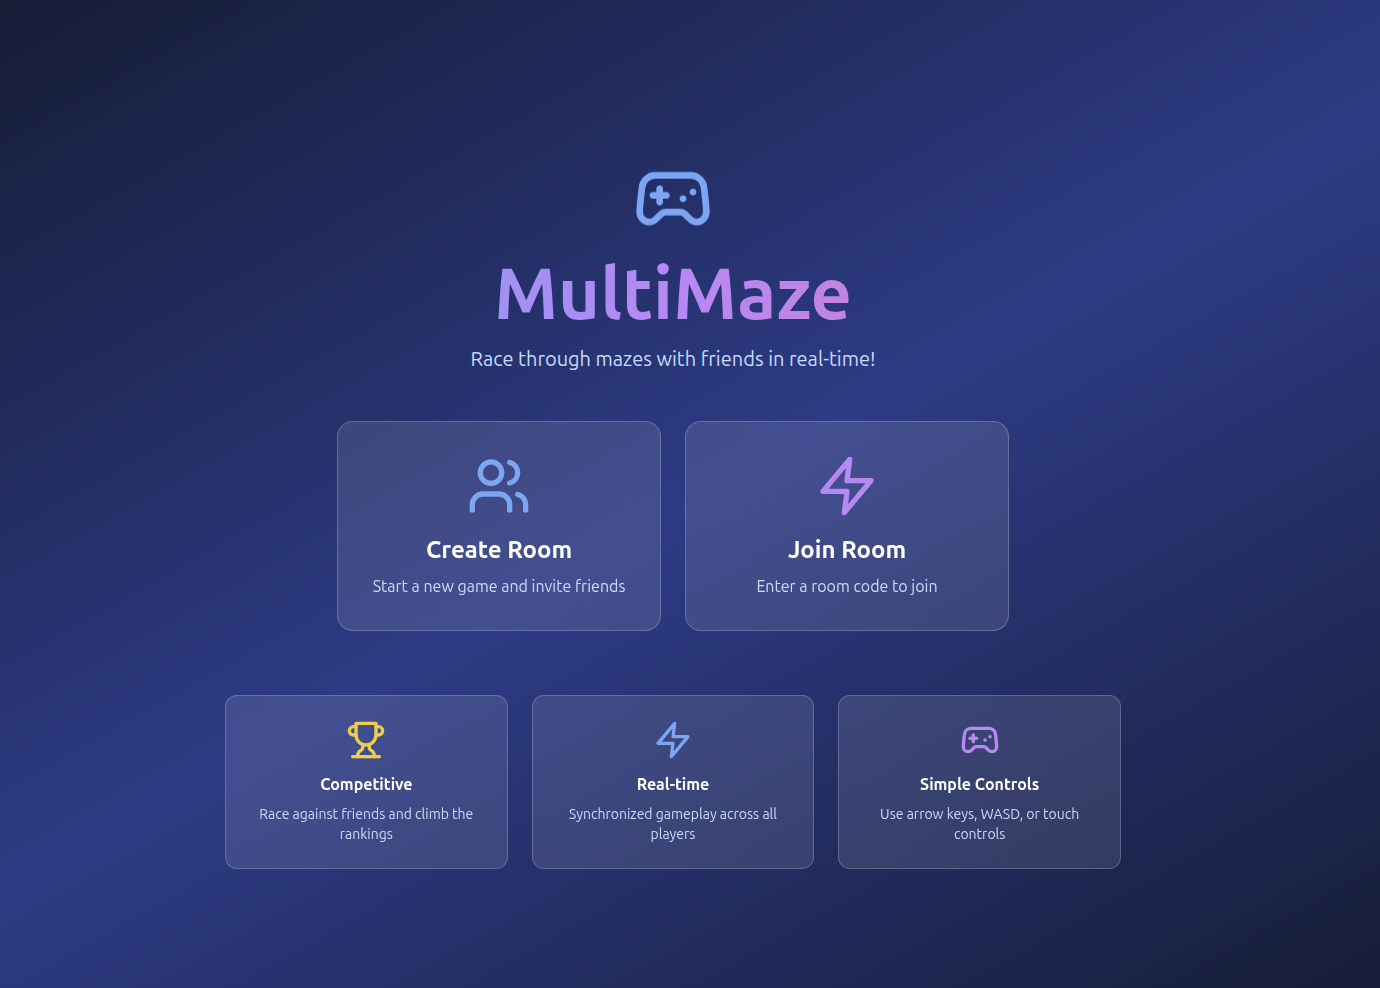 MultiMaze
Race through mazes with friends in real-time!
Create Room
Start a new game and invite friends
Join Room
Enter a room code to join
Competitive
Race against friends and climb the
rankings
Real-time
Synchronized gameplay across all
players
Simple Controls
Use arrow keys, WASD, or touch
controls